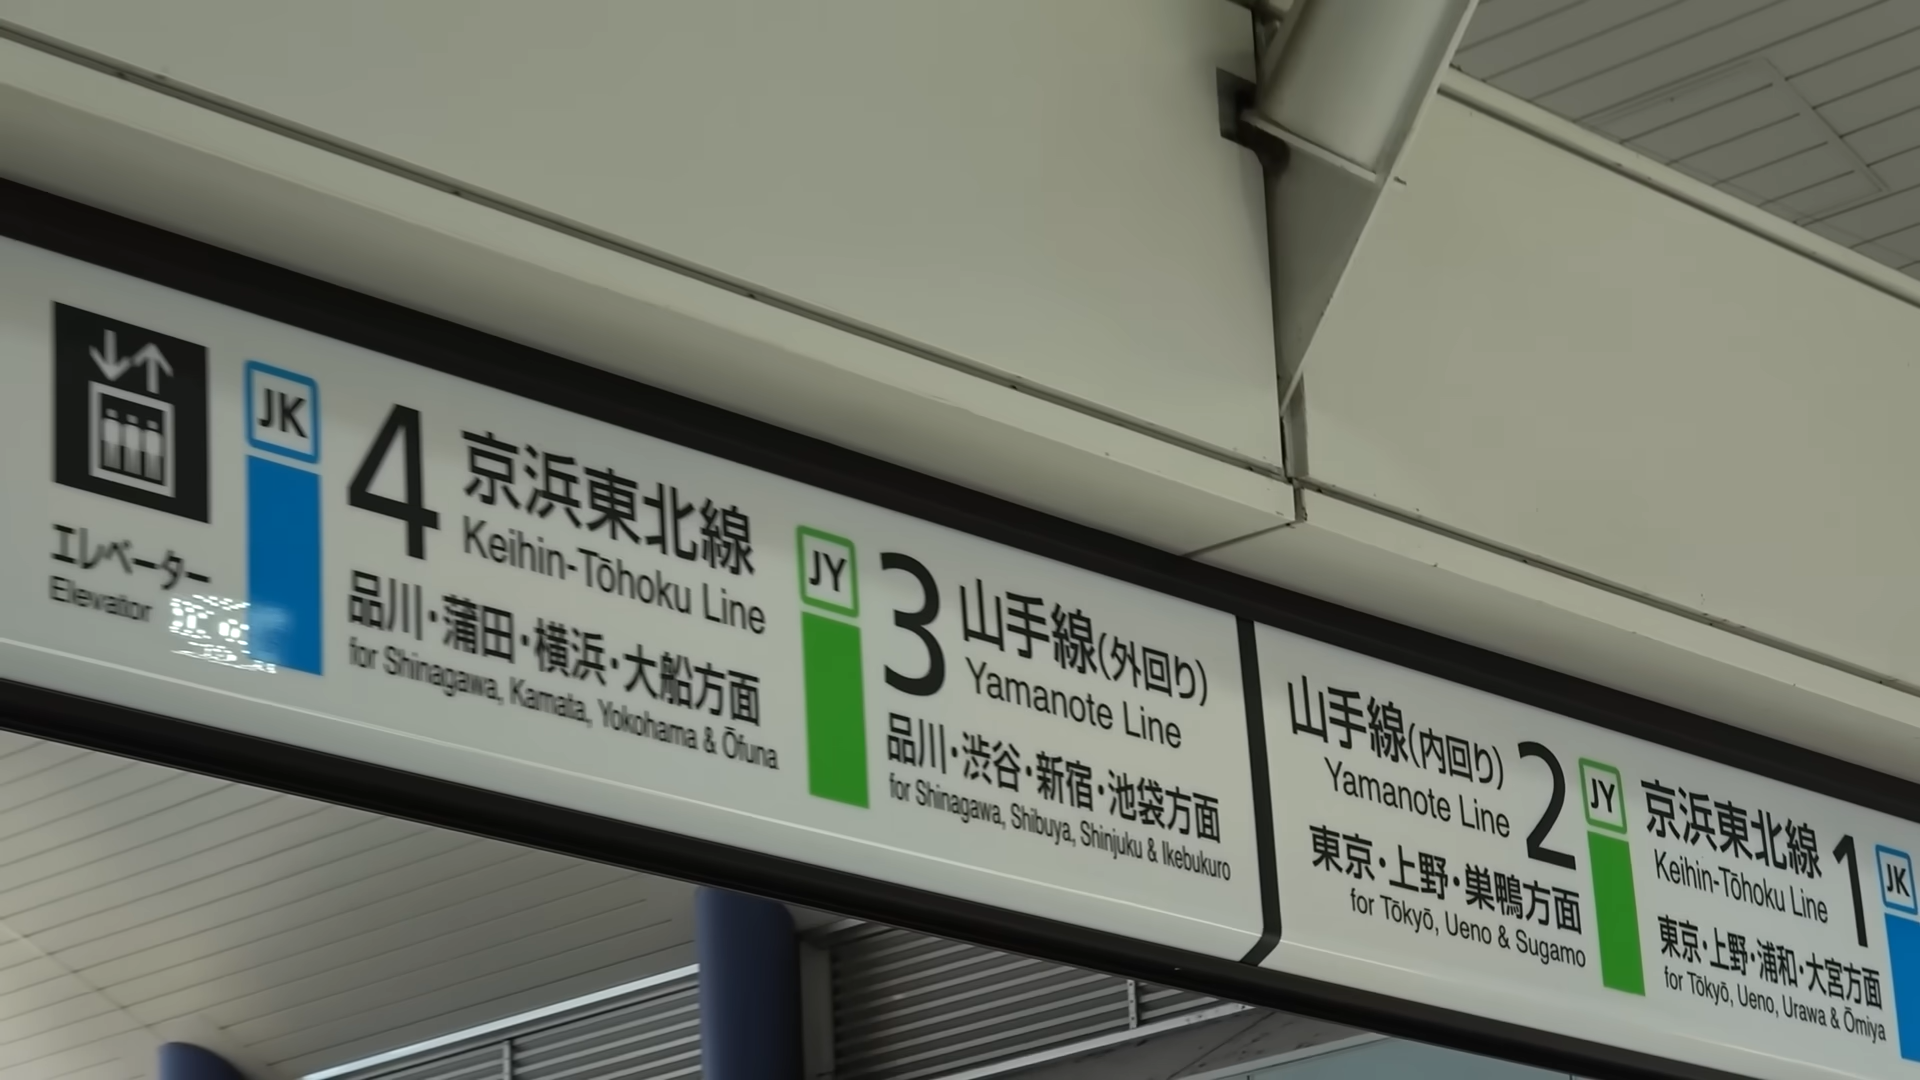 エレベーター
Elevator
JK
4
京浜東北線
Keihin-Tōhoku Line
品川・蒲田・横浜・大船方面
for Shinagawa, Kamata, Yokohama & Ōfuna
JY
3
山手線(外回り)
Yamanote Line
品川・渋谷・新宿・池袋方面
for Shinagawa, Shibuya, Shinjuku & Ikebukuro
山手線(内回り)
Yamanote Line
2
東京・上野・巣鴨方面
for Tōkyō, Ueno & Sugamo
JY
京浜東北線
Keihin-Tōhoku Line
1
東京・上野・浦和・大宮方面
for Tōkyō, Ueno, Urawa & Ōmiya
JK